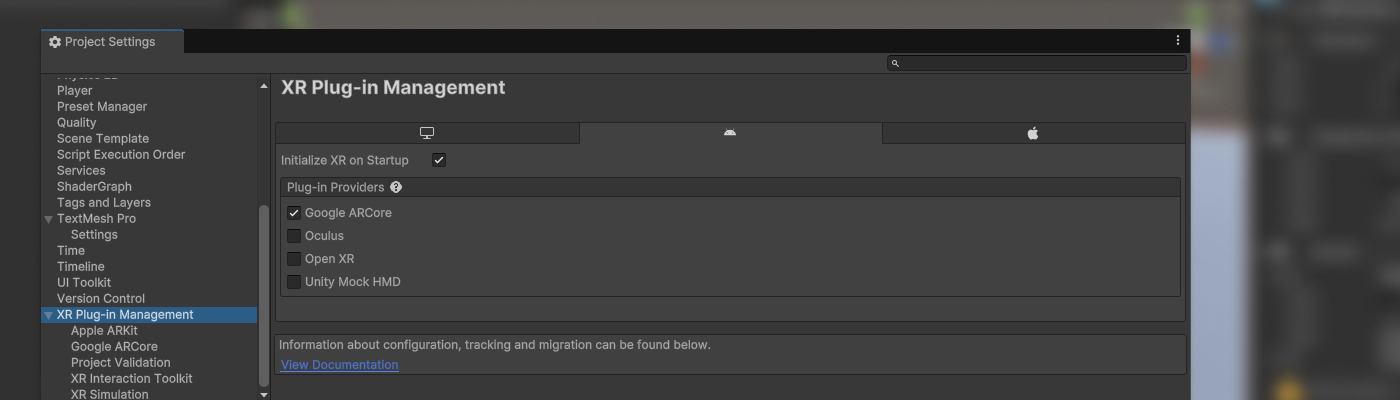 Project Settings
Player
Preset Manager
Quality
Scene Template
Script Execution Order
Services
ShaderGraph
Tags and Layers
TextMesh Pro
Settings
Time
Timeline
UI Toolkit
Version Control
XR Plug-in Management
Apple ARKit
Google ARCore
Project Validation
XR Interaction Toolkit
XR Simulation
XR Plug-in Management
Initialize XR on Startup
Plug-in Providers
Google ARCore
Oculus
Open XR
Unity Mock HMD
Information about configuration, tracking and migration can be found below.
View Documentation